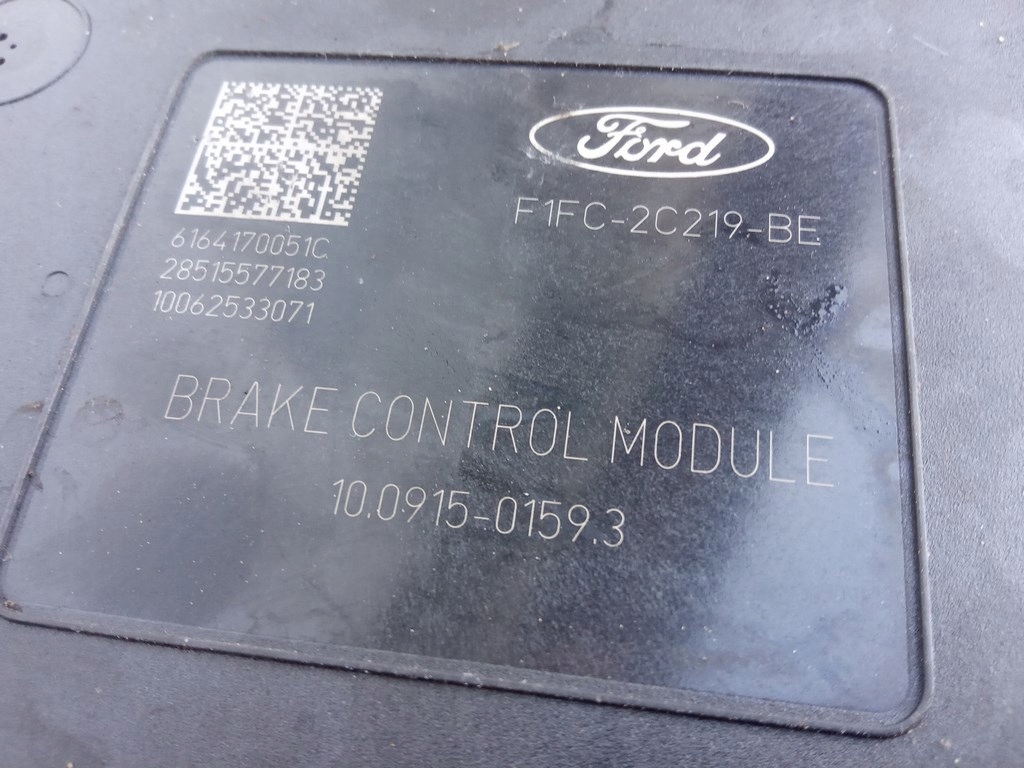 6164170051C
28515577183
10062533071
Ford
F1FC-2C219-BE
BRAKE CONTROL MODULE
10.0915-0159.3